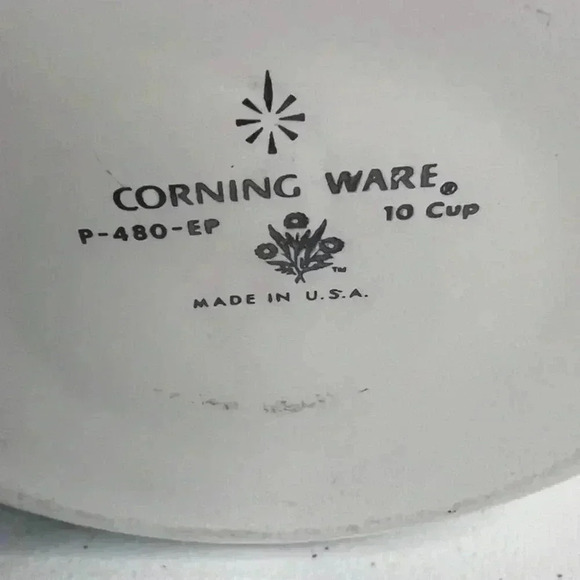 CORNING WARE®
P-480-EP 10 Cup
TM
MADE IN U.S.A.